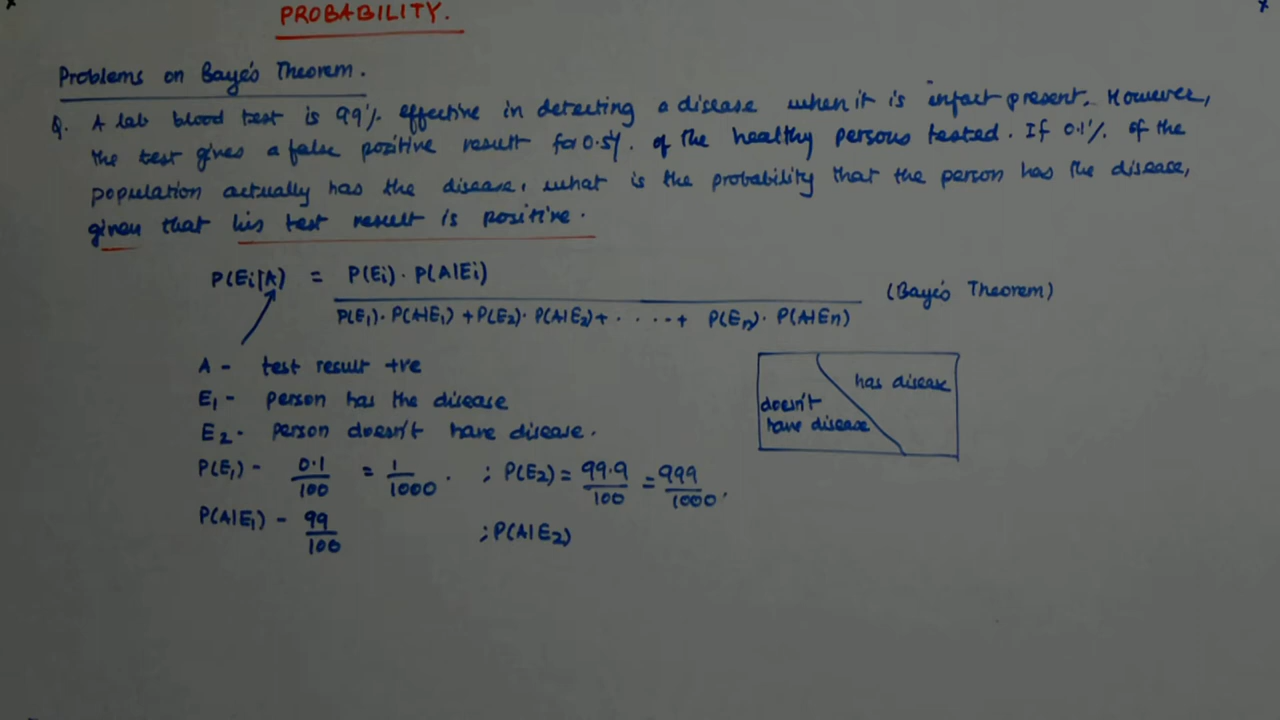 PROBABILITY.
Problems on Baye's Theorem.
Q. A lab blood test is 99% effective in detecting a disease when it is infact present. However,
the test gives a false positive result for 0.5%. of the healthy persons tested. If 0.1% of the
population actually has the disease, what is the probability that the person has the disease,
given that his test result is positive.
P(Ei|A) = P(Ei). P(A|Ei)
P(E1). P(A|E1) + P(E2). P(A|E2) + . . . . . + P(En). P(A|En)
(Baye's Theorem)
A - test result +ve
E1 - person has the disease
E2 - person doesn't have disease.
has disease
doesn't
have disease
P(E1) - 0.1/100 = 1/1000 . ; P(E2) = 99.9/100 = 999/1000 .
P(A|E1) - 99/100 ; P(A|E2)